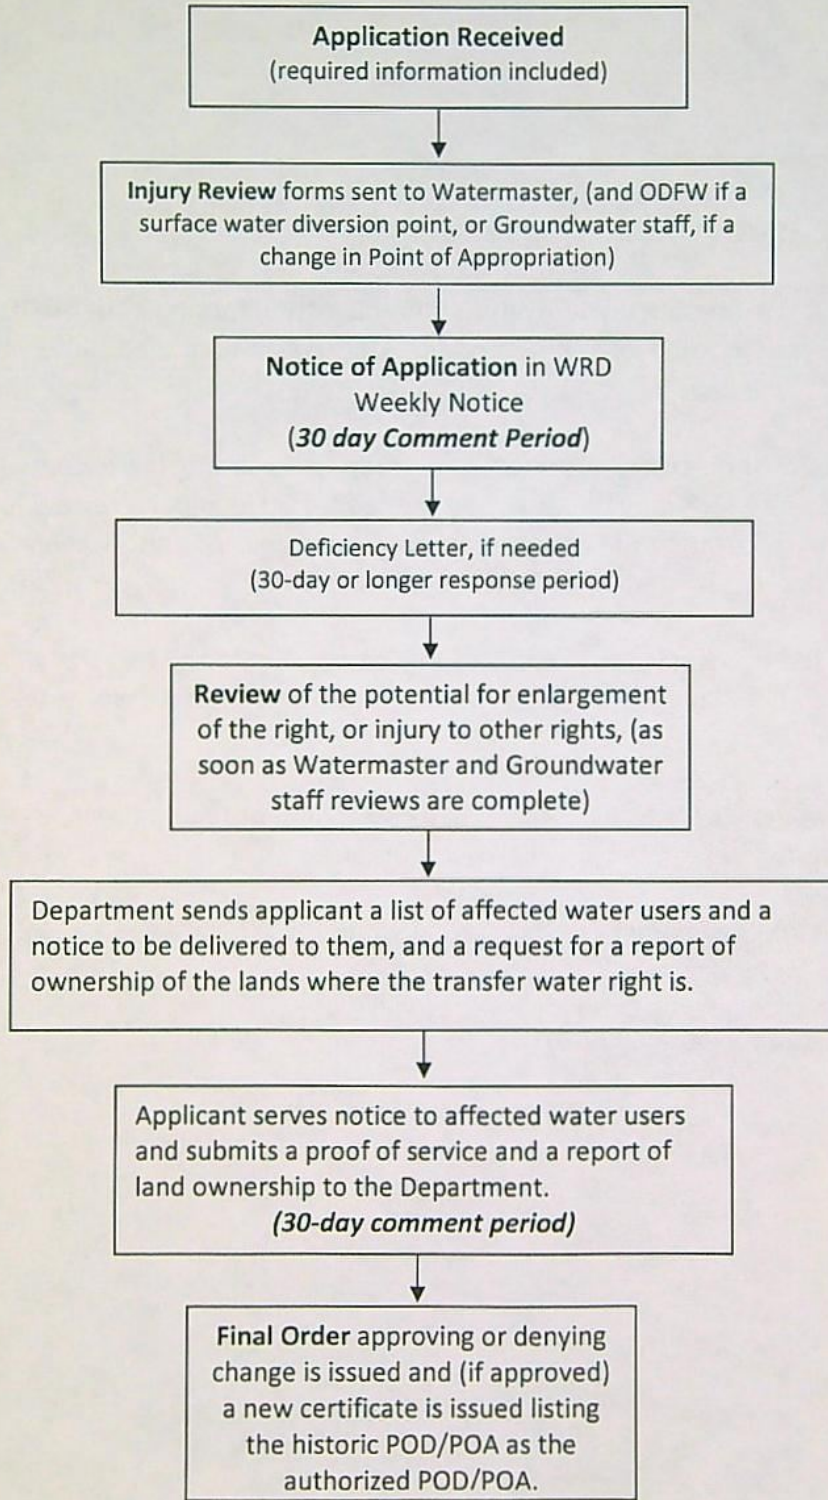 Application Received
(required information included)
Injury Review forms sent to Watermaster, (and ODFW if a
surface water diversion point, or Groundwater staff, if a
change in Point of Appropriation)
Notice of Application in WRD
Weekly Notice
(30 day Comment Period)
Deficiency Letter, if needed
(30-day or longer response period)
Review of the potential for enlargement
of the right, or injury to other rights, (as
soon as Watermaster and Groundwater
staff reviews are complete)
Department sends applicant a list of affected water users and a
notice to be delivered to them, and a request for a report of
ownership of the lands where the transfer water right is.
Applicant serves notice to affected water users
and submits a proof of service and a report of
land ownership to the Department.
(30-day comment period)
Final Order approving or denying
change is issued and (if approved)
a new certificate is issued listing
the historic POD/POA as the
authorized POD/POA.